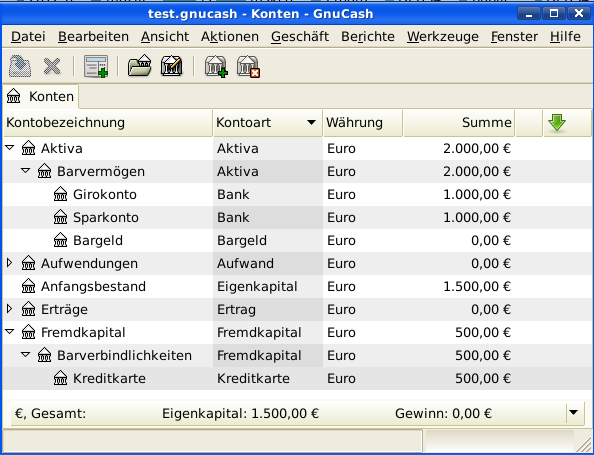 test.gnucash - Konten - GnuCash
Datei Bearbeiten Ansicht Aktionen Geschäft Berichte Werkzeuge Fenster Hilfe
Konten
Kontobezeichnung Kontoart Währung Summe
Aktiva Aktiva Euro 2.000,00 €
Barvermögen Aktiva Euro 2.000,00 €
Girokonto Bank Euro 1.000,00 €
Sparkonto Bank Euro 1.000,00 €
Bargeld Bargeld Euro 0,00 €
Aufwendungen Aufwand Euro 0,00 €
Anfangsbestand Eigenkapital Euro 1.500,00 €
Erträge Ertrag Euro 0,00 €
Fremdkapital Fremdkapital Euro 500,00 €
Barverbindlichkeiten Fremdkapital Euro 500,00 €
Kreditkarte Kreditkarte Euro 500,00 €
€, Gesamt: Eigenkapital: 1.500,00 € Gewinn: 0,00 €